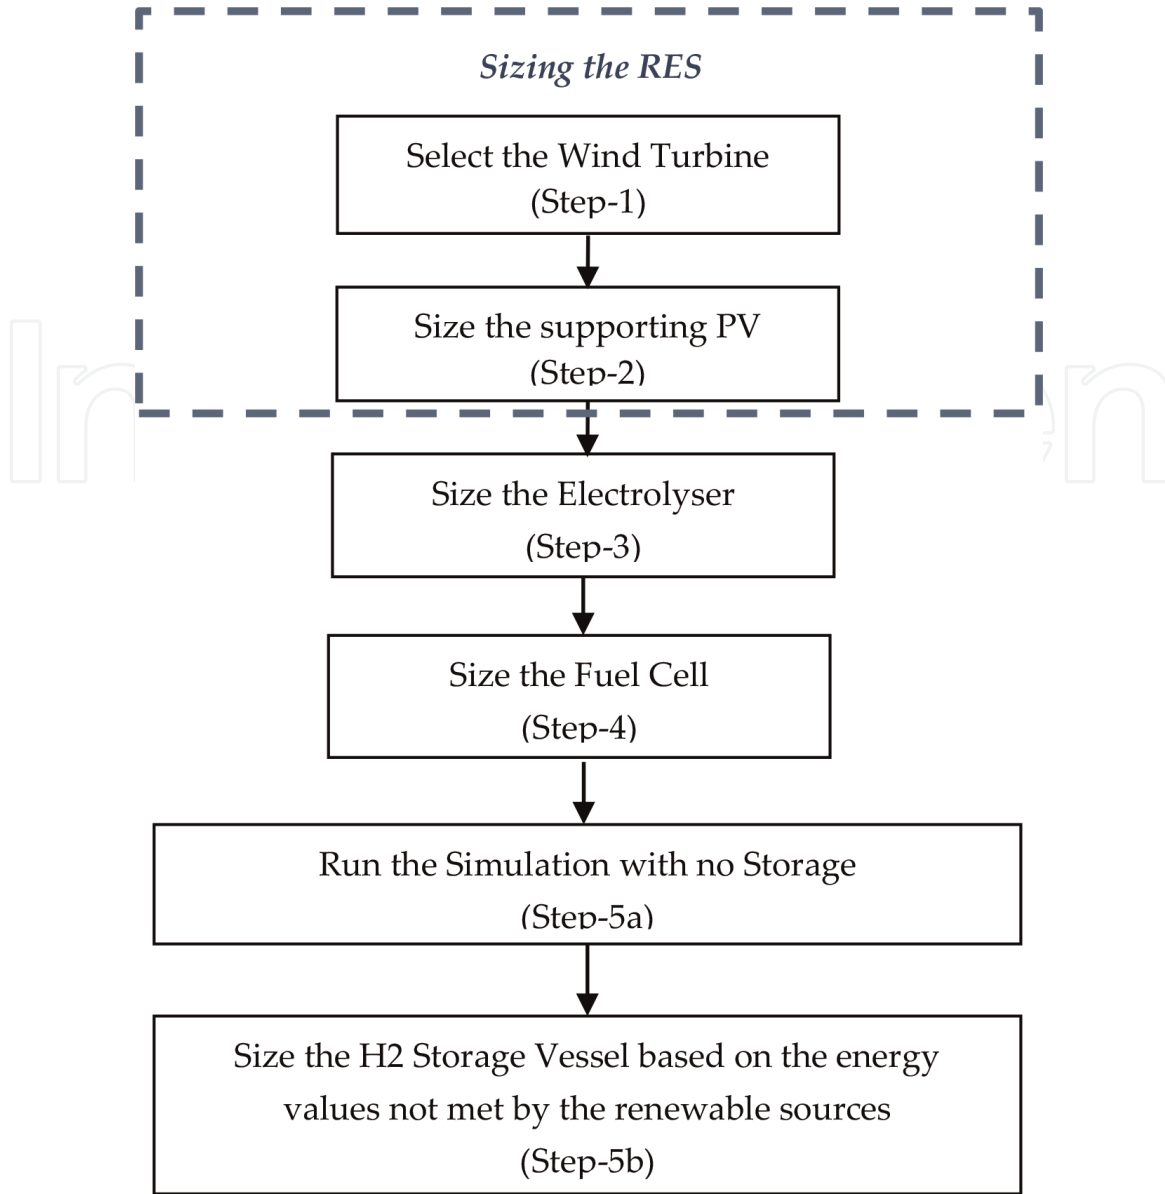 Sizing the RES
Select the Wind Turbine
(Step-1)
Size the supporting PV
(Step-2)
Size the Electrolyser
(Step-3)
Size the Fuel Cell
(Step-4)
Run the Simulation with no Storage
(Step-5a)
Size the H2 Storage Vessel based on the energy
values not met by the renewable sources
(Step-5b)